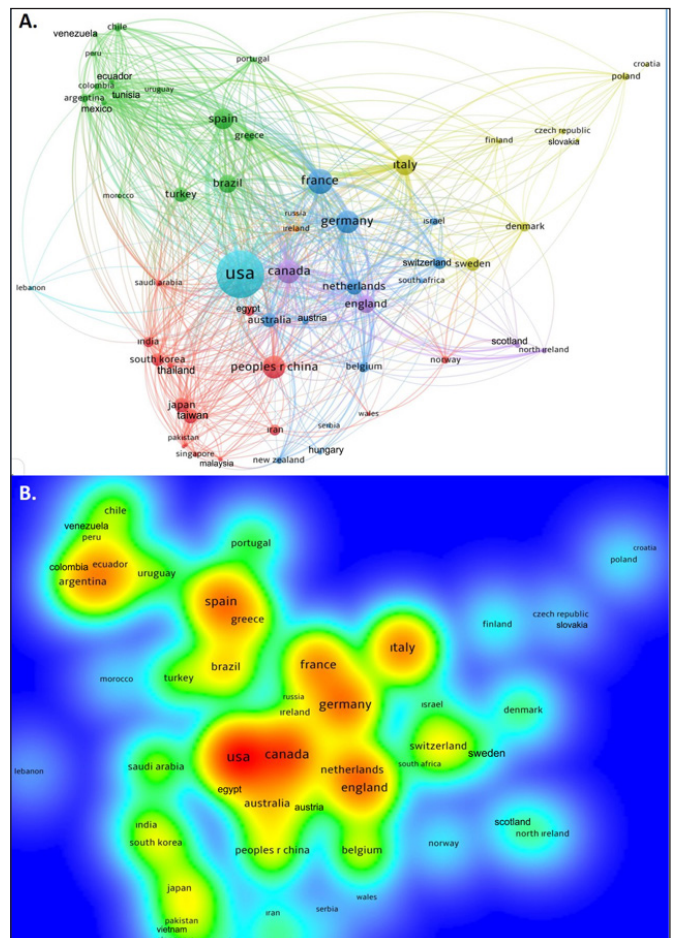 A.
chile
venezuela
peru
portugal
croatia
poland
ecuador
colombia
uruguay
argentina
tunisia
mexico
spain
greece
czech republic
finland
slovakia
italy
france
brazil
turkey
morocco
russia
ireland
germany
israel
denmark
usa
canada
switzerland
sweden
saudi arabia
south africa
lebanon
netherlands
egypt
england
australia
austria
india
scotland
north ireland
south korea
thailand
peoples r china
belgium
norway
japan
taiwan
wales
iran
serbia
pakistan
singapore
malaysia
new zealand
hungary
B.
chile
venezuela
peru
portugal
croatia
poland
colombia
ecuador
argentina
uruguay
spain
greece
czech republic
finland
slovakia
italy
france
brazil
turkey
morocco
russia
ireland
germany
israel
denmark
usa
canada
switzerland
sweden
saudi arabia
south africa
lebanon
netherlands
egypt
england
australia
austria
india
scotland
north ireland
south korea
peoples r china
belgium
norway
japan
wales
iran
serbia
pakistan
vietnam